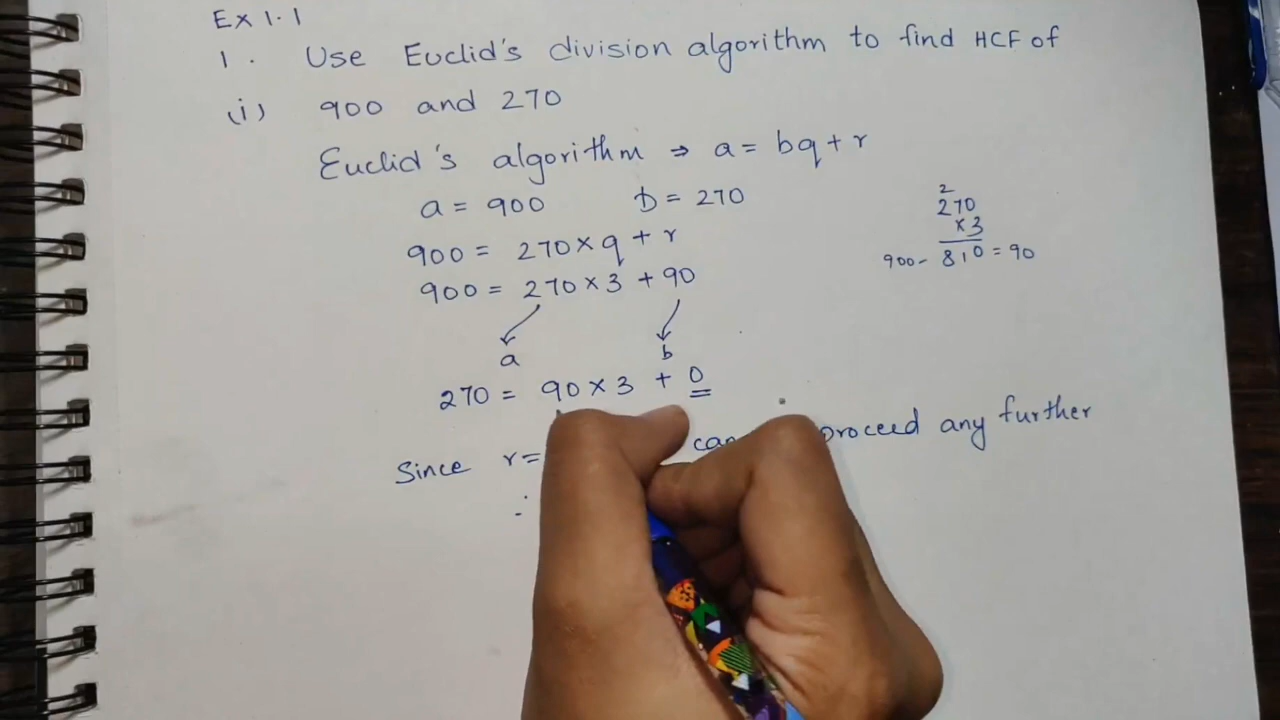 Ex 1.1
1. Use Euclid's division algorithm to find HCF of
(i) 900 and 270
Euclid's algorithm ⇒ a = bq + r
a = 900 b = 270
900 = 270 × q + r
900 = 270 × 3 + 90
a b
270 = 90 × 3 + 0
Since r = proceed any further
∴
2
270
×3
900 - 810 = 90